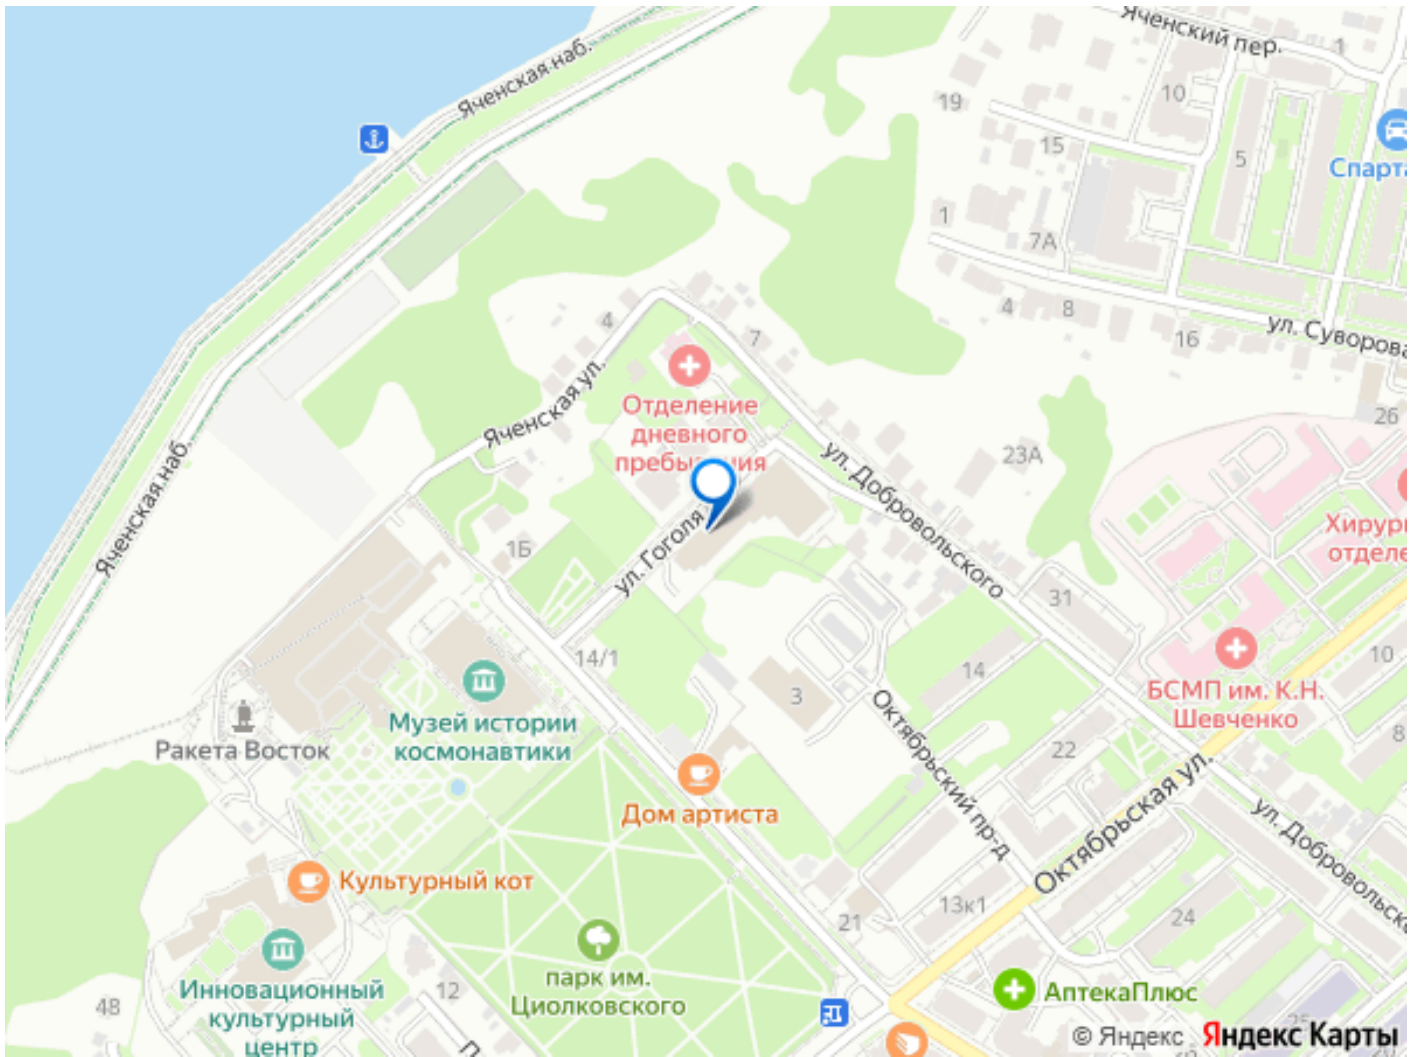 Яченский пер.
1
Яченская наб.
10
19
15
5
Спарта
1
7А
4
8
ул. Суворова
16
4
7
Яченская ул.
Отделение
дневного
26
23А
ул. Добровольского
Хирур
отделе
Яченская наб.
1Б
ул. Гоголя
31
14/1
14
10
3
БСМП им. К.Н.
Шевченко
Музей истории
космонавтики
Ракета Восток
Октябрьский пр-д
22
8
Октябрьская ул.
Дом артиста
ул. Добровольск
Культурный кот
13к1
21
24
парк им.
Циолковского
Инновационный
культурный
центр
48
12
АптекаПлюс
25
© Яндекс Яндекс Карты